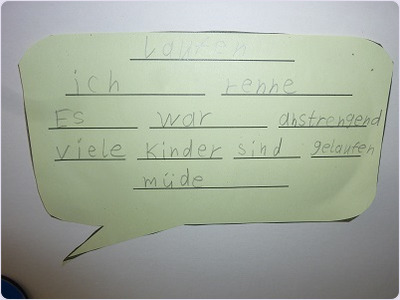 Laufen
ich renne
Es war anstrengend
viele Kinder sind gelaufen
müde